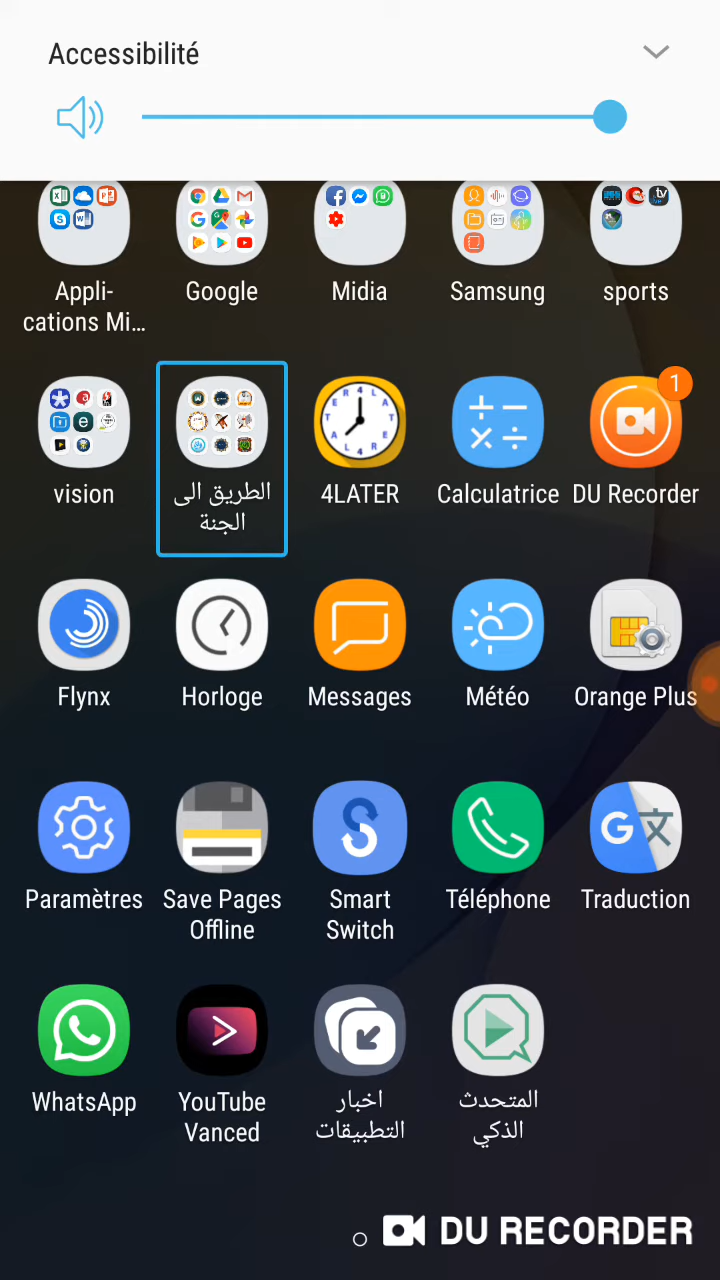 Accessibilité
Appli-
cations Mi...
Google
Midia
Samsung
sports
vision
الطريق الى
الجنة
4LATER
Calculatrice
1
DU Recorder
Flynx
Horloge
Messages
Météo
Orange Plus
Paramètres
Save Pages
Offline
Smart
Switch
Téléphone
Traduction
WhatsApp
YouTube
Vanced
اخبار
التطبيقات
المتحدث
الذكي
DU RECORDER